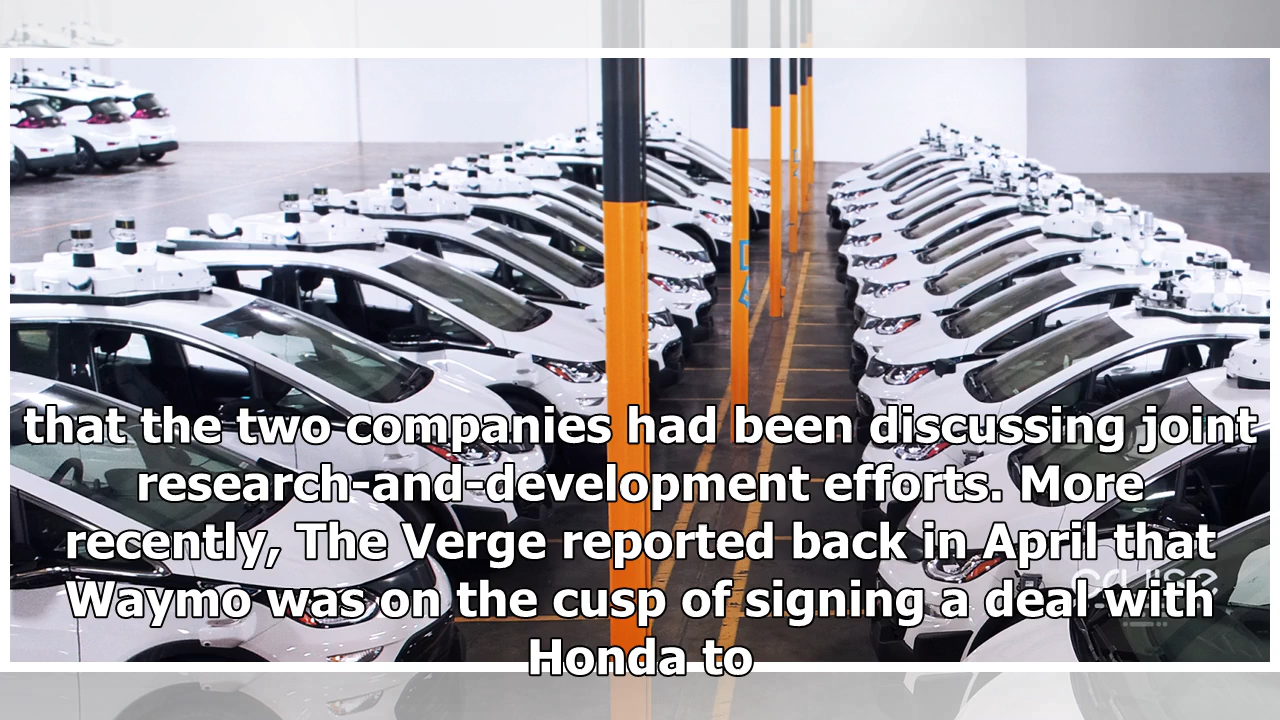 that the two companies had been discussing joint
research-and-development efforts. More
recently, The Verge reported back in April that
Waymo was on the cusp of signing a deal with
Honda to
cruise